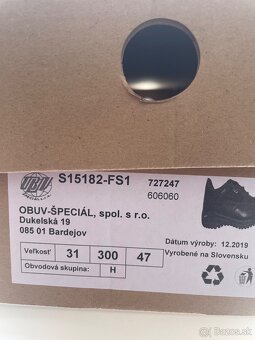 OBUV
S15182-FS1
727247
606060
OBUV-ŠPECIÁL, spol. s r.o.
Dukelská 19
085 01 Bardejov
Dátum výroby: 12.2019
Vyrobené na Slovensku
Veľkosť 31 300 47
Obvodová skupina: H
bazos.sk